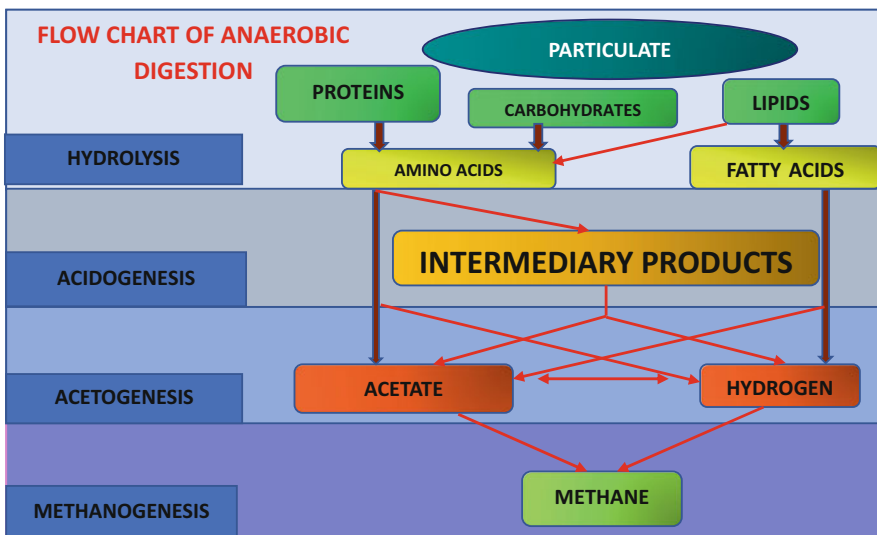 FLOW CHART OF ANAEROBIC
DIGESTION
PARTICULATE
PROTEINS
CARBOHYDRATES
LIPIDS
HYDROLYSIS
AMINO ACIDS
FATTY ACIDS
INTERMEDIARY PRODUCTS
ACIDOGENESIS
ACETOGENESIS
ACETATE
HYDROGEN
METHANE
METHANOGENESIS